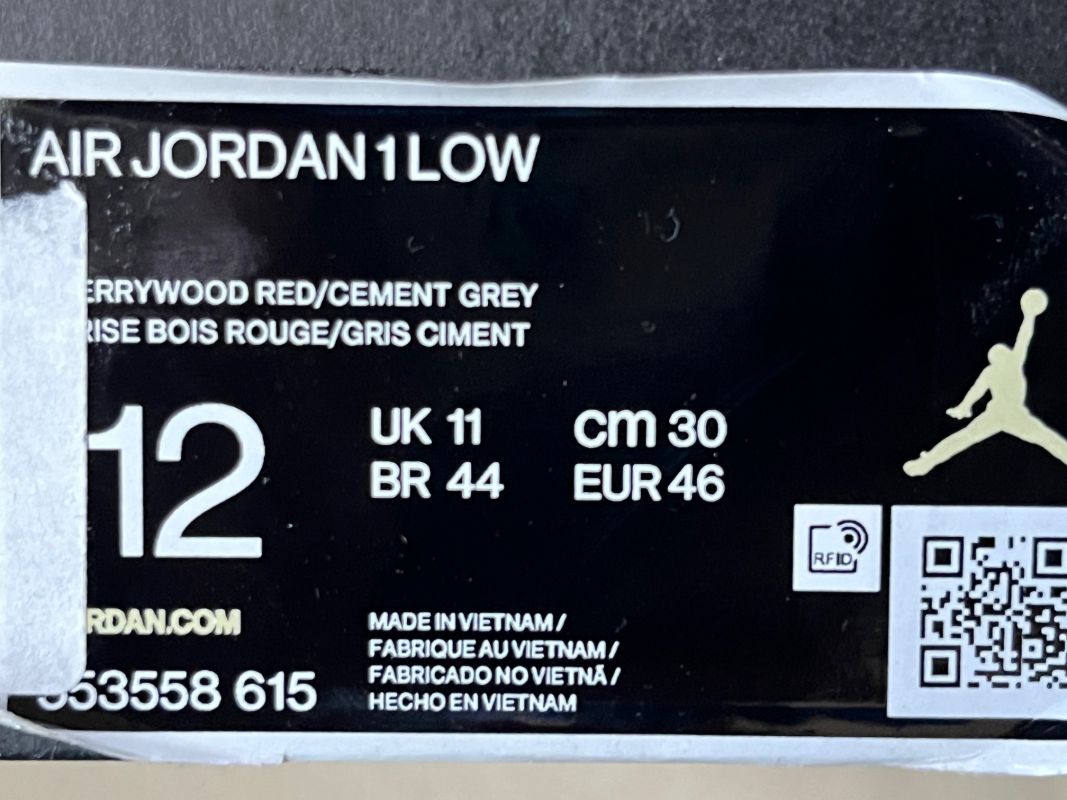 AIR JORDAN 1 LOW
ERRYWOOD RED/CEMENT GREY
RISE BOIS ROUGE/GRIS CIMENT
12
UK 11 cm 30
BR 44 EUR 46
RFID
RDAN.COM
553558 615
MADE IN VIETNAM /
FABRIQUE AU VIETNAM /
FABRICADO NO VIETNÃ /
HECHO EN VIETNAM